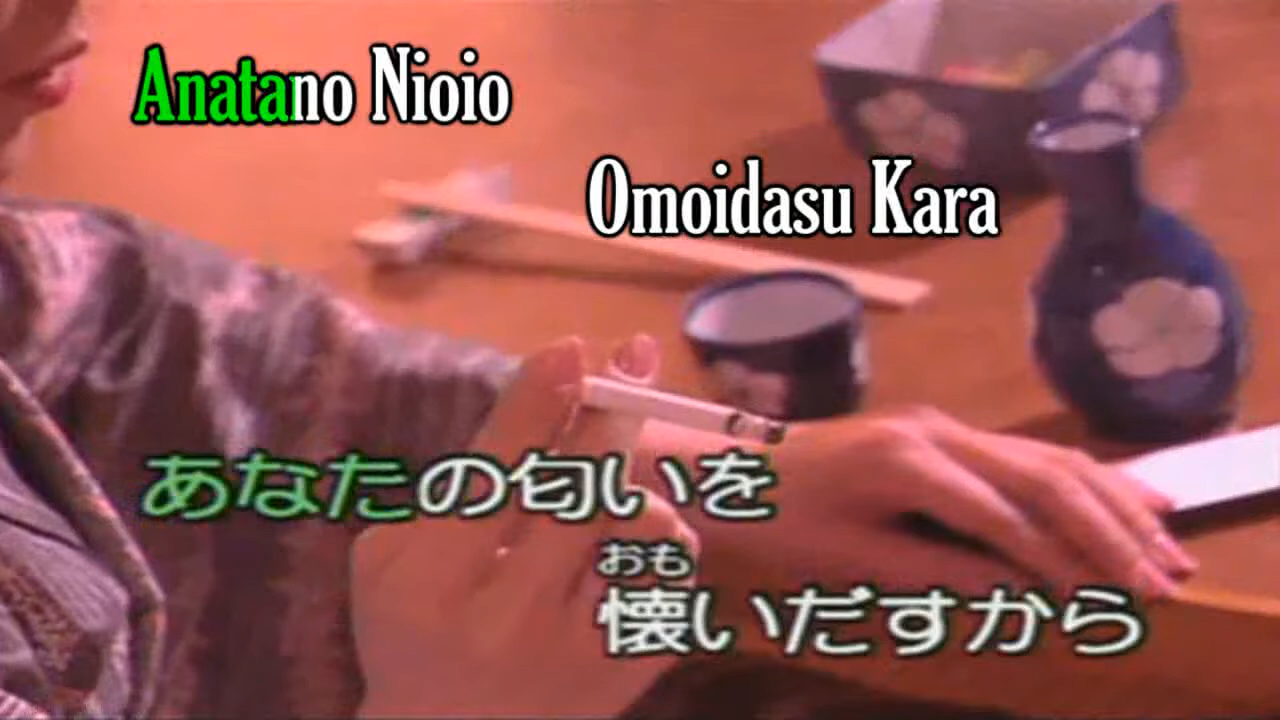 Anatano Nioio
Omoidasu Kara
あなたの匂いを
おも
懐いだすから